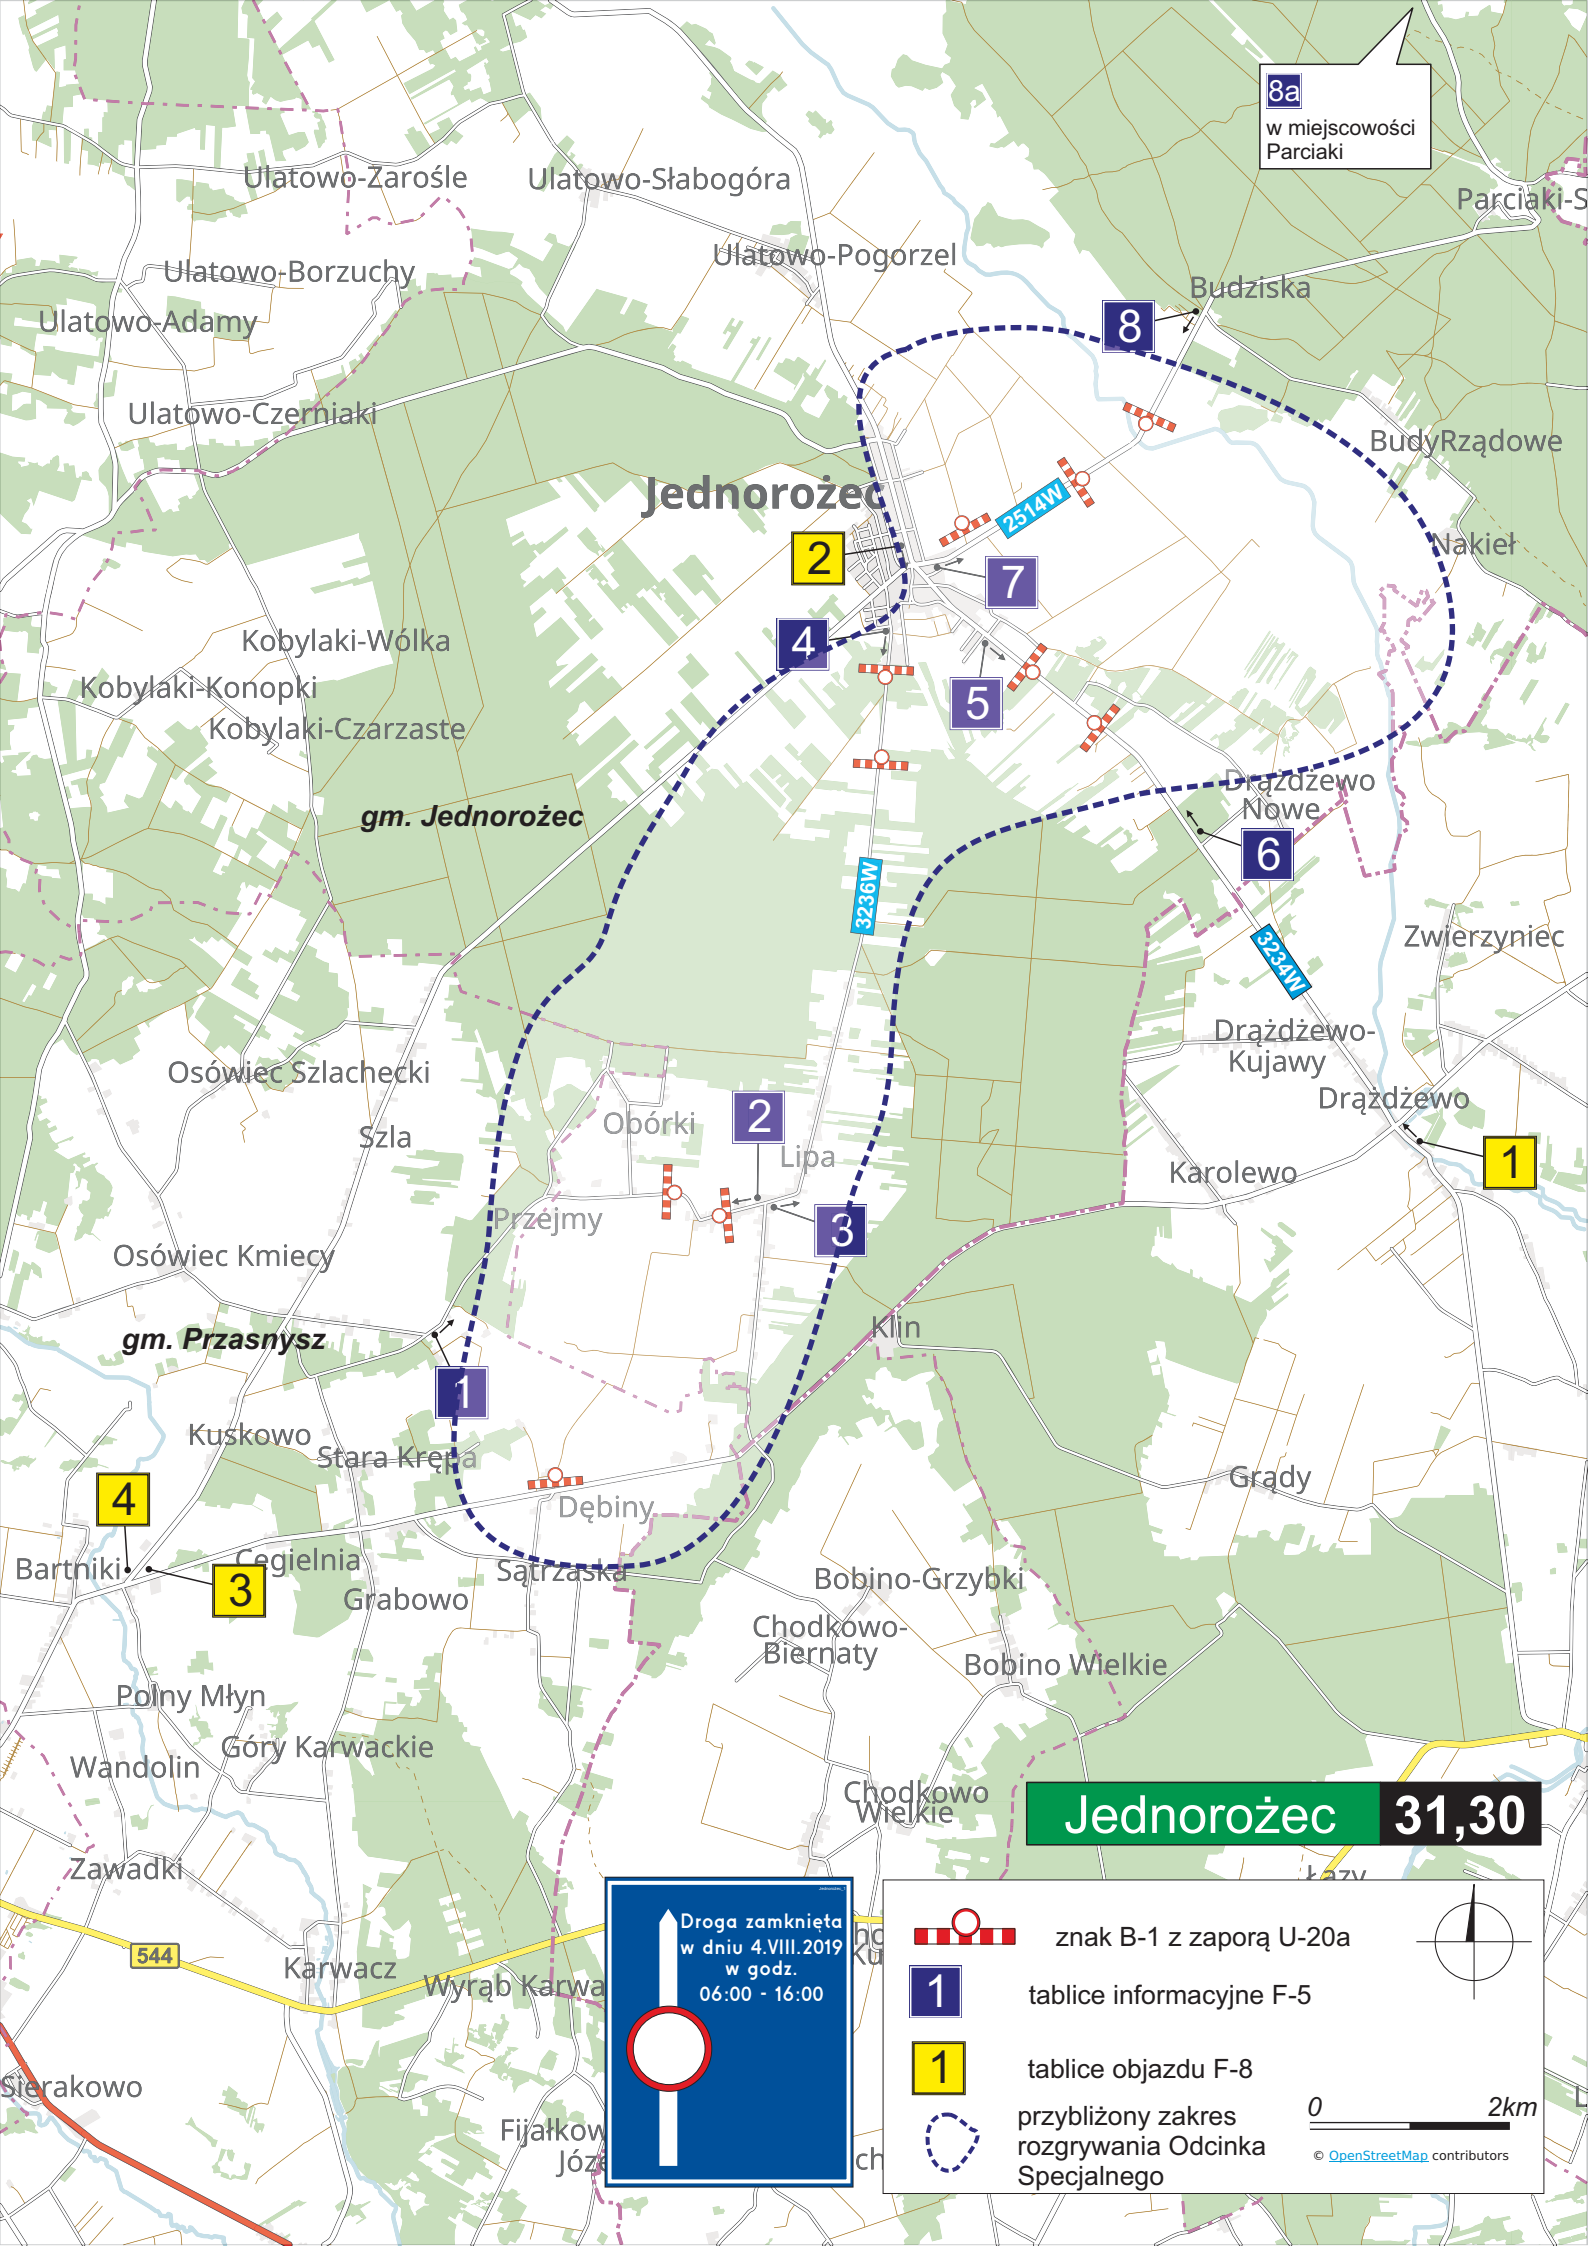 8a
w miejscowości
Parciaki
Ulatowo-Zarośle
Ulatowo-Słabogóra
Parciaki-S
Ulatowo-Pogorzel
Ulatowo-Borzuchy
Budziska
Ulatowo-Adamy
8
Ulatowo-Czerniaki
BudyRządowe
Jednorożec
2514W
Nakieł
2
7
4
Kobylaki-Wólka
Kobylaki-Konopki
5
Kobylaki-Czarzaste
Drążdżewo
Nowe
gm. Jednorożec
6
3236W
Zwierzyniec
3234W
Drążdżewo-
Kujawy
Osówiec Szlachecki
Drążdżewo
2
Obórki
Szla
Lipa
1
Karolewo
Przejmy
3
Osówiec Kmiecy
Klin
gm. Przasnysz
1
Kuskowo
Stara Krępa
Grądy
4
Dębiny
Bartniki
Cegielnia
Sątrzaska
3
Grabowo
Bobino-Grzybki
Chodkowo-
Biernaty
Bobino Wielkie
Polny Młyn
Góry Karwackie
Wandolin
Chodkowo
Wielkie
Jednorożec 31,30
Zawadki
Łazy
Droga zamknięta
w dniu 4.VIII.2019
w godz.
06:00 - 16:00
znak B-1 z zaporą U-20a
544
Karwacz
Wyrąb Karwa
1
tablice informacyjne F-5
1
tablice objazdu F-8
Sierakowo
0 2km
Fijałkow
Józe
ch
przybliżony zakres
rozgrywania Odcinka
Specjalnego
© OpenStreetMap contributors